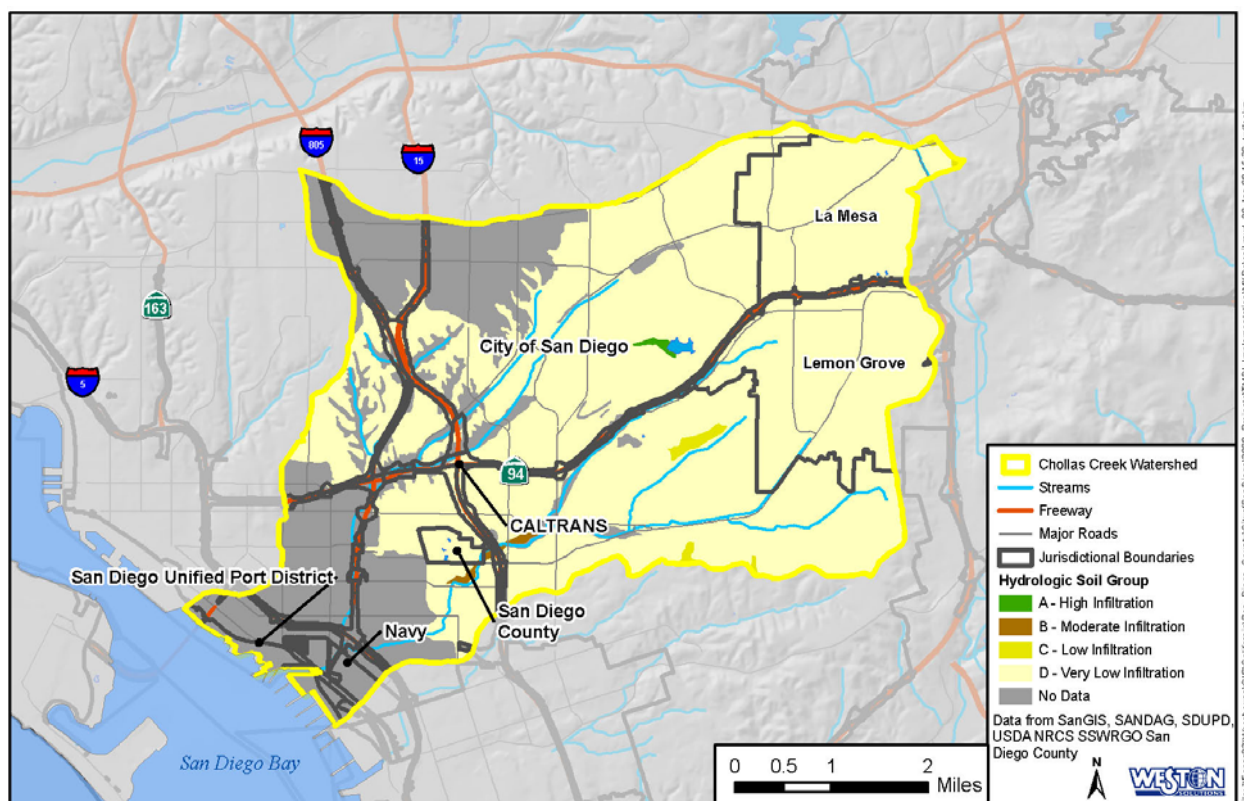 805
15
La Mesa
163
City of San Diego
Lemon Grove
5
94
CALTRANS
San Diego Unified Port District
San Diego
County
Navy
San Diego Bay
Chollas Creek Watershed
Streams
Freeway
Major Roads
Jurisdictional Boundaries
Hydrologic Soil Group
A - High Infiltration
B - Moderate Infiltration
C - Low Infiltration
D - Very Low Infiltration
No Data
Data from SanGIS, SANDAG, SDUPD,
USDA NRCS SSWRGO San
Diego County
N
WESTON
SOLUTIONS
0 0.5 1 2
Miles